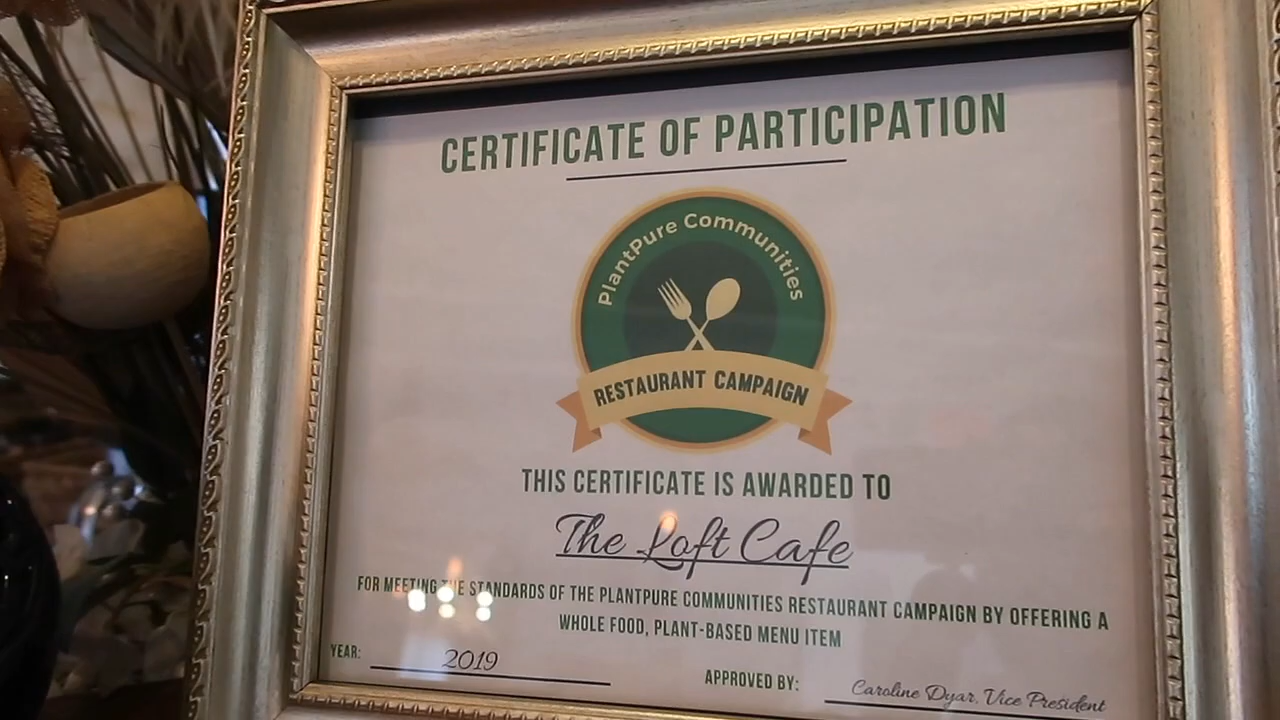 CERTIFICATE OF PARTICIPATION
PlantPure Communities
RESTAURANT CAMPAIGN
THIS CERTIFICATE IS AWARDED TO
The Loft Cafe
FOR MEETING THE STANDARDS OF THE PLANTPURE COMMUNITIES RESTAURANT CAMPAIGN BY OFFERING A
WHOLE FOOD, PLANT-BASED MENU ITEM
YEAR: 2019 APPROVED BY: Caroline Dyar, Vice President